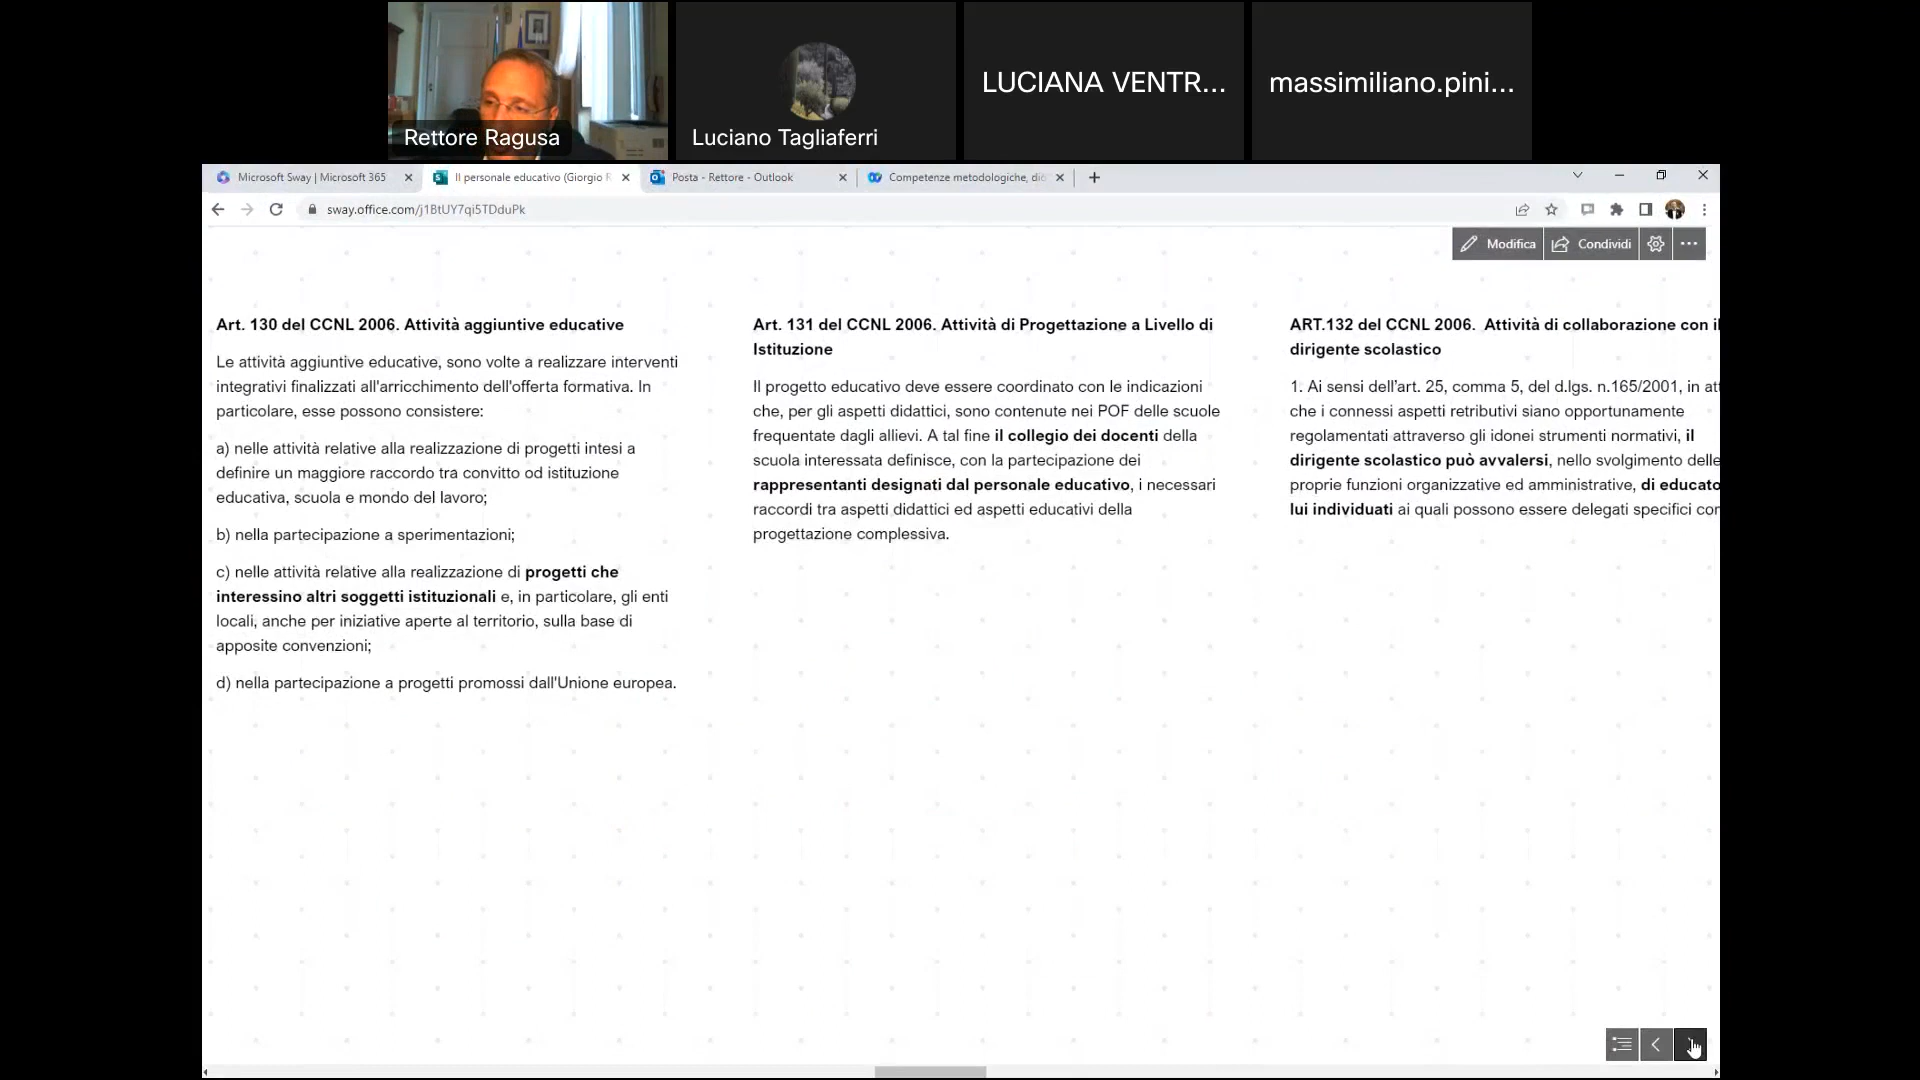 Rettore Ragusa
Luciano Tagliaferri
LUCIANA VENTR...
massimiliano.pini...
Microsoft Sway | Microsoft 365
Il personale educativo (Giorgio R
Posta - Rettore - Outlook
Competenze metodologiche, did
sway.office.com/j1BtUY7qi5TDduPk
Modifica
Condividi
Art. 130 del CCNL 2006. Attività aggiuntive educative
Le attività aggiuntive educative, sono volte a realizzare interventi
integrativi finalizzati all'arricchimento dell'offerta formativa. In
particolare, esse possono consistere:
a) nelle attività relative alla realizzazione di progetti intesi a
definire un maggiore raccordo tra convitto od istituzione
educativa, scuola e mondo del lavoro;
b) nella partecipazione a sperimentazioni;
c) nelle attività relative alla realizzazione di progetti che
interessino altri soggetti istituzionali e, in particolare, gli enti
locali, anche per iniziative aperte al territorio, sulla base di
apposite convenzioni;
d) nella partecipazione a progetti promossi dall'Unione europea.
Art. 131 del CCNL 2006. Attività di Progettazione a Livello di
Istituzione
Il progetto educativo deve essere coordinato con le indicazioni
che, per gli aspetti didattici, sono contenute nei POF delle scuole
frequentate dagli allievi. A tal fine il collegio dei docenti della
scuola interessata definisce, con la partecipazione dei
rappresentanti designati dal personale educativo, i necessari
raccordi tra aspetti didattici ed aspetti educativi della
progettazione complessiva.
ART.132 del CCNL 2006. Attività di collaborazione con il
dirigente scolastico
1. Ai sensi dell'art. 25, comma 5, del d.lgs. n.165/2001, in att
che i connessi aspetti retributivi siano opportunamente
regolamentati attraverso gli idonei strumenti normativi, il
dirigente scolastico può avvalersi, nello svolgimento delle
proprie funzioni organizzative ed amministrative, di educato
lui individuati ai quali possono essere delegati specifici con